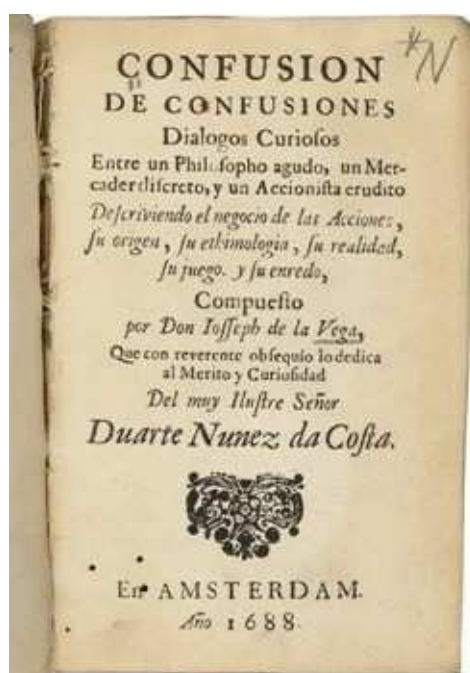 N
CONFUSION
DE CONFUSIONES
Dialogos Curiosos
Entre un Philosopho agudo, un Mer-
cader discreto, y un Accionista erudito
Descriviendo el negocio de las Acciones,
su origen, su ethimologia, su realidad,
su juego, y su enredo,
Compuesto
por Don Iosseph de la Vega,
Que con reverente obsequio lo dedica
al Merito y Curiosidad
Del muy Ilustre Señor
Duarte Nunez da Costa.
En AMSTERDAM.
Año 1688